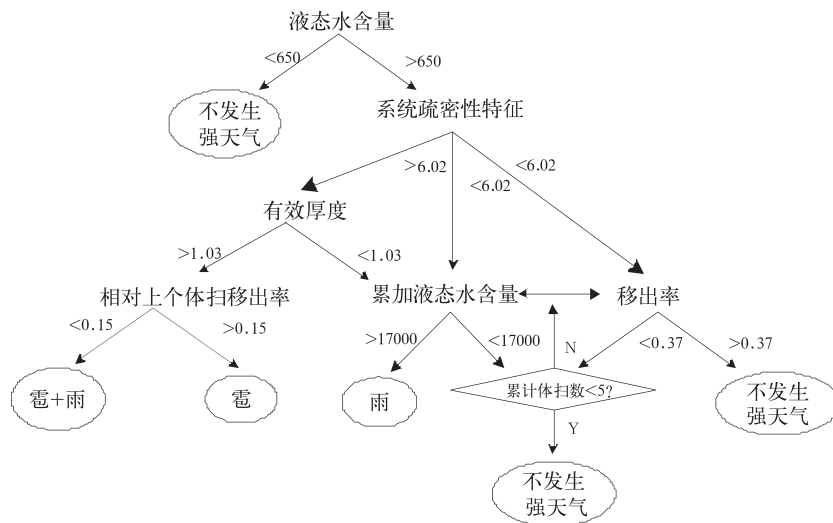 液态水含量
<650
>650
不发生
强天气
系统疏密性特征
>6.02
<6.02
<6.02
有效厚度
>1.03
<1.03
相对上个体扫移出率
累加液态水含量
移出率
<0.15
>0.15
>17000
<17000
N
<0.37
>0.37
雹+雨
雹
雨
累计体扫数<5?
不发生
强天气
Y
不发生
强天气